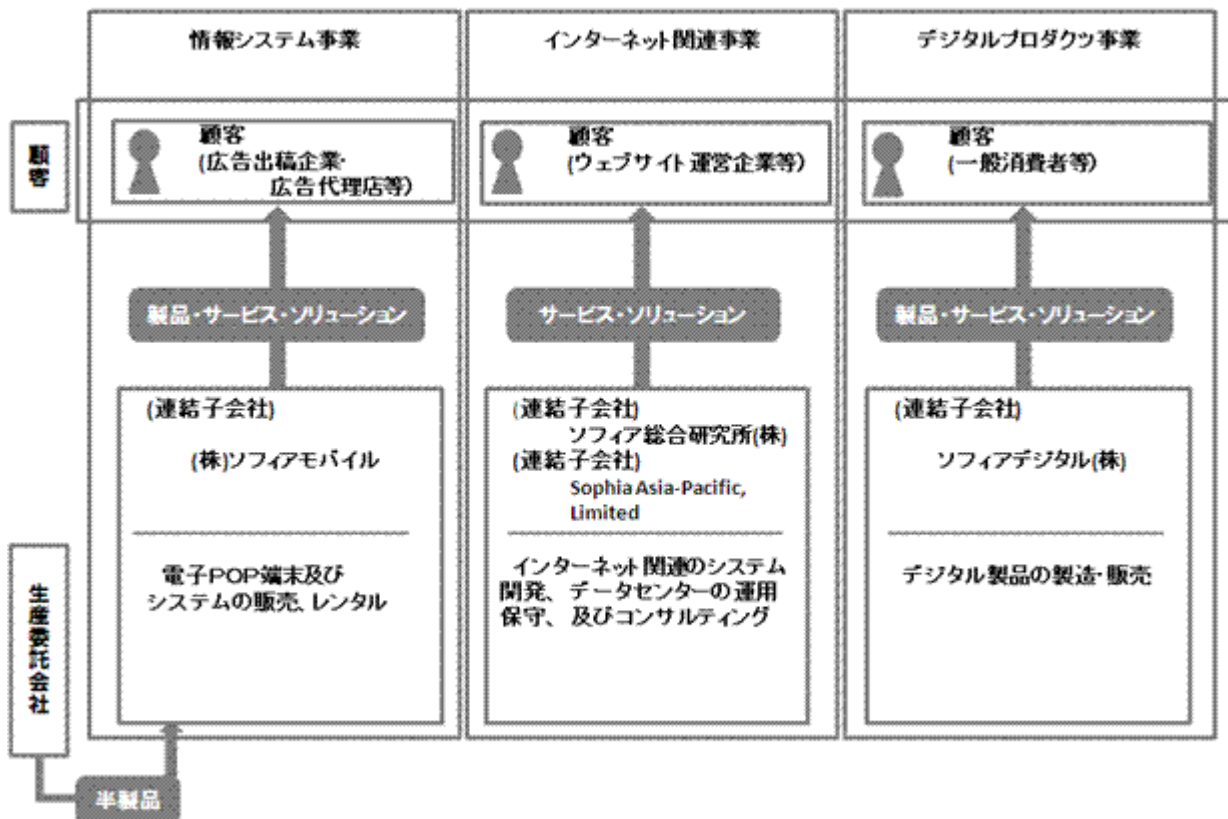 情報システム事業
インターネット関連事業
デジタルプロダクツ事業
顧客
顧客
(広告出稿企業・
広告代理店等)
顧客
(ウェブサイト運営企業等)
顧客
(一般消費者等)
製品・サービス・ソリューション
サービス・ソリューション
製品・サービス・ソリューション
(連結子会社)
(株)ソフィアモバイル
電子POP端末及び
システムの販売、レンタル
(連結子会社)
ソフィア総合研究所(株)
(連結子会社)
Sophia Asia-Pacific,
Limited
インターネット関連のシステム
開発、データセンターの運用
保守、及びコンサルティング
(連結子会社)
ソフィアデジタル(株)
デジタル製品の製造・販売
生産委託会社
半製品